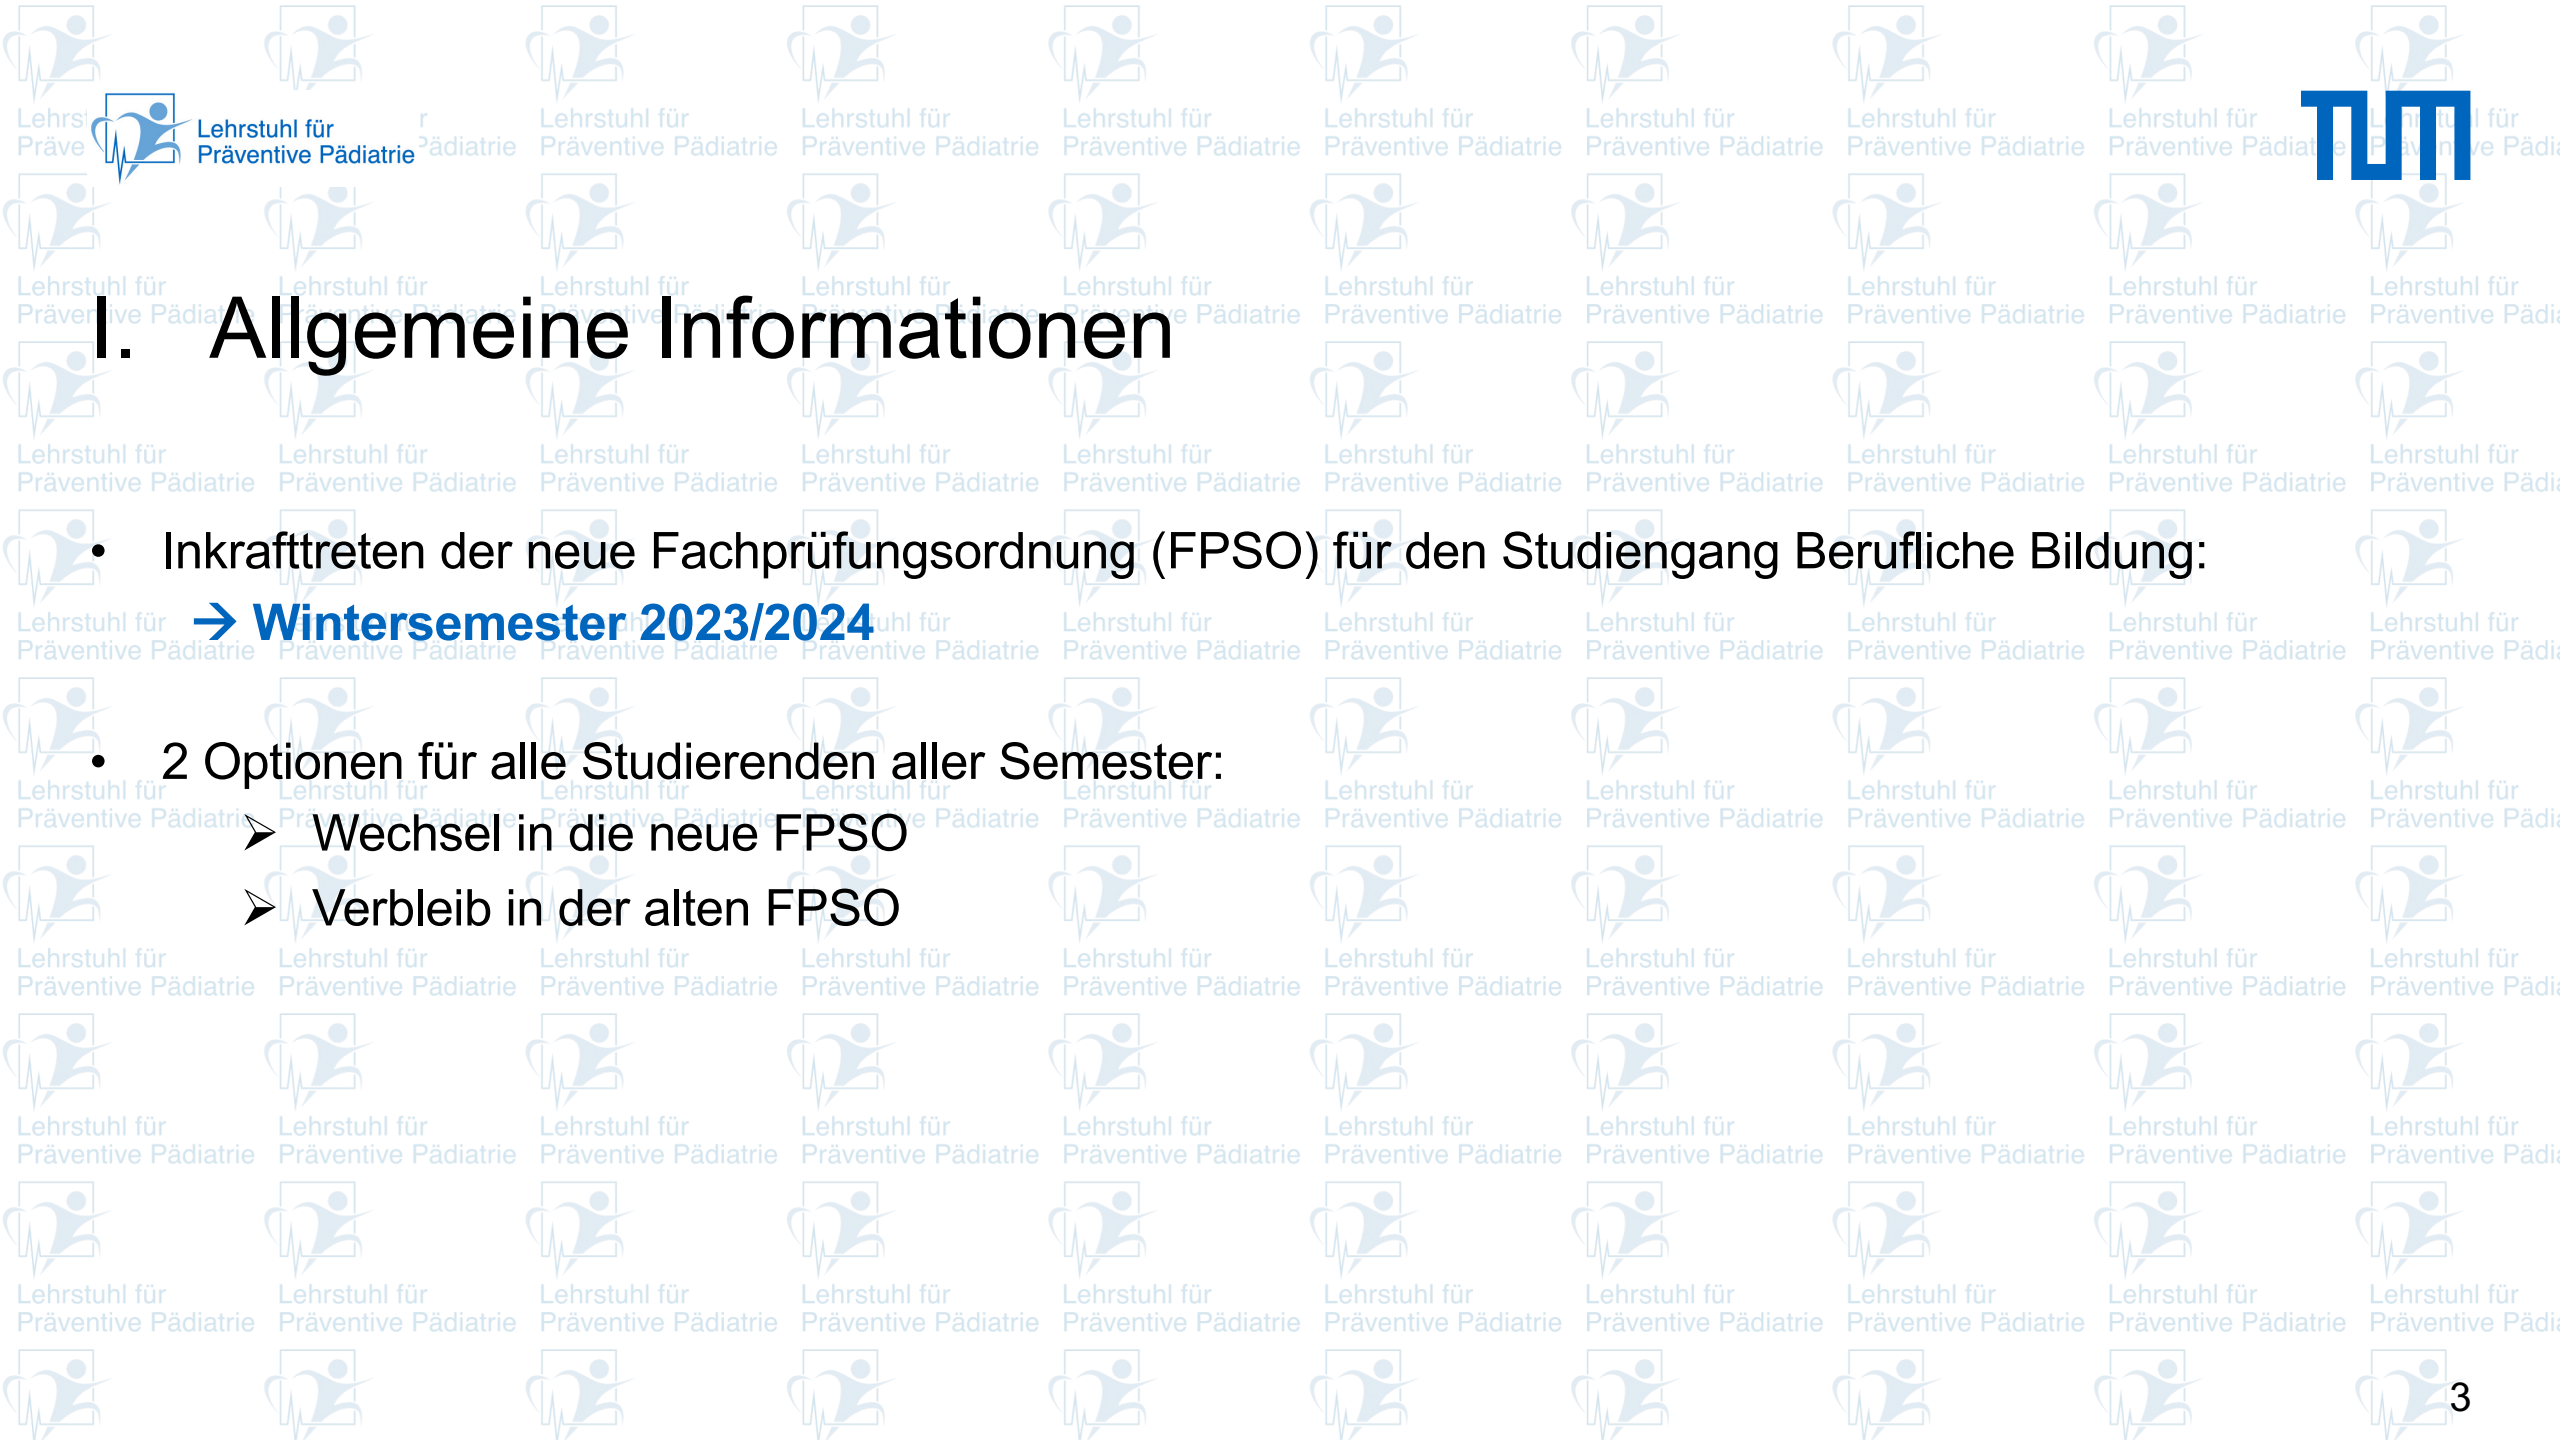 Lehrstuhl für
Präventive Pädiatrie
TUM
I. Allgemeine Informationen
• Inkrafttreten der neue Fachprüfungsordnung (FPSO) für den Studiengang Berufliche Bildung:
→ Wintersemester 2023/2024
• 2 Optionen für alle Studierenden aller Semester:
➢ Wechsel in die neue FPSO
➢ Verbleib in der alten FPSO
3